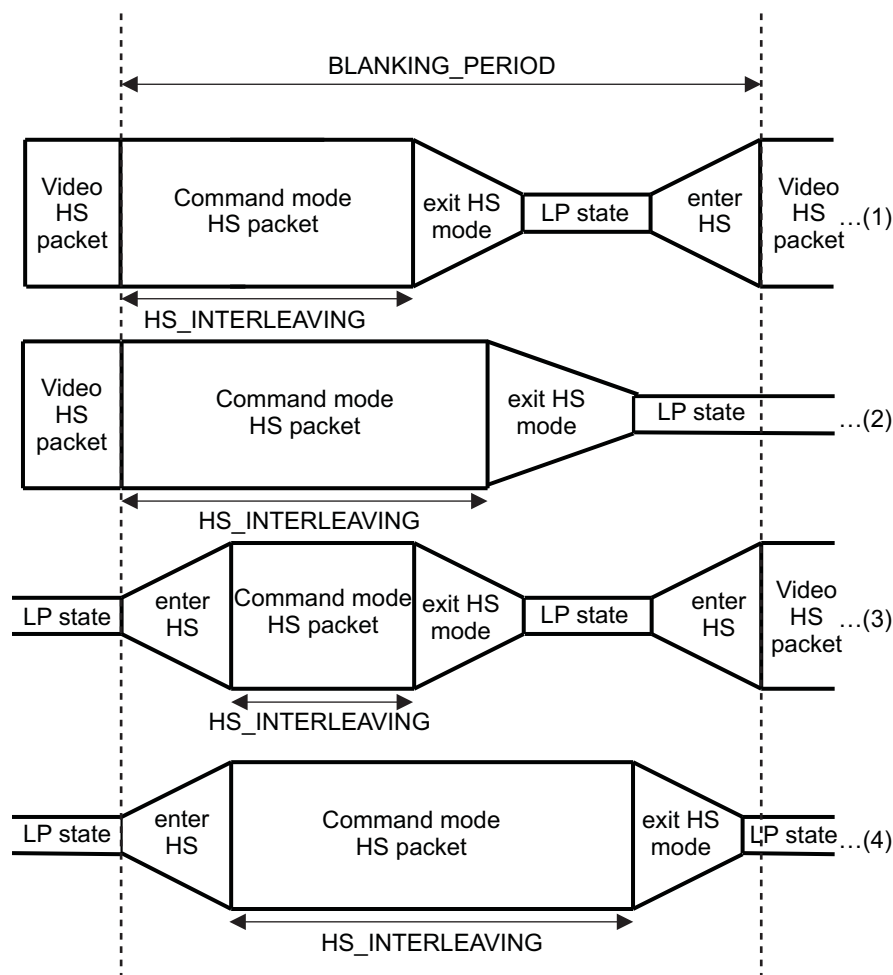 BLANKING_PERIOD
Video
HS
packet
Command mode
HS packet
exit HS
mode
LP state
enter
HS
Video
HS
packet
...(1)
HS_INTERLEAVING
Video
HS
packet
Command mode
HS packet
exit HS
mode
LP state
...(2)
HS_INTERLEAVING
LP state
enter
HS
Command mode
HS packet
exit HS
mode
LP state
enter
HS
Video
HS
packet
...(3)
HS_INTERLEAVING
LP state
enter
HS
Command mode
HS packet
exit HS
mode
LP state
...(4)
HS_INTERLEAVING